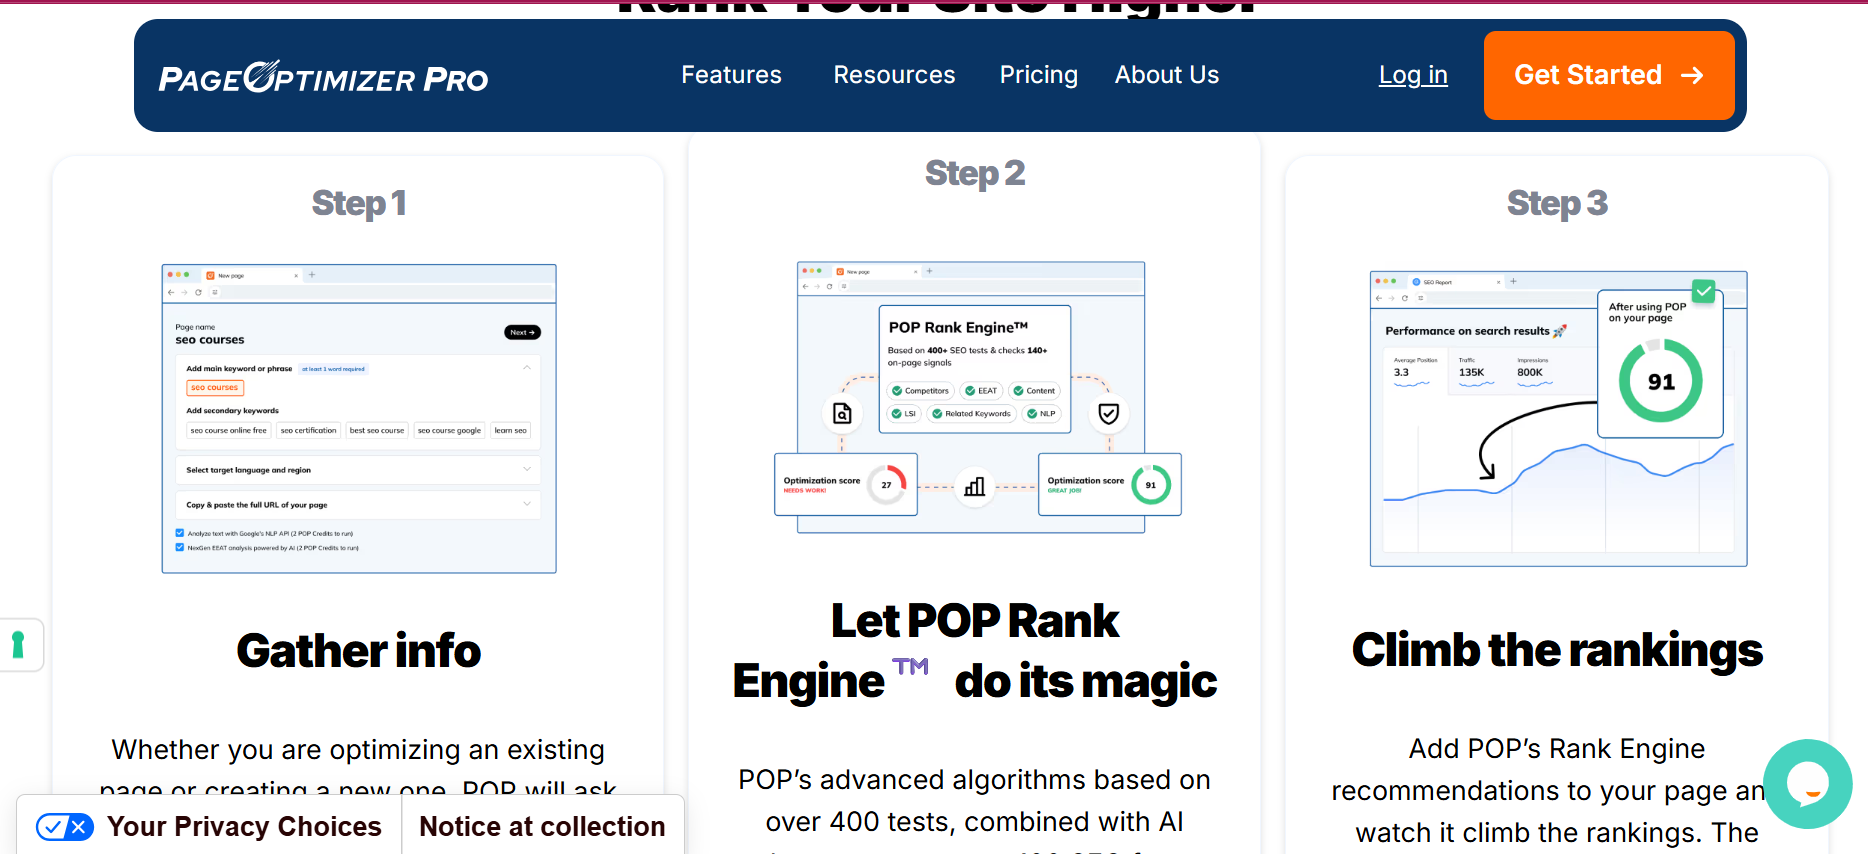 Rank Your Site Higher
PAGEOPTIMIZER PRO
Features
Resources
Pricing
About Us
Log in
Get Started →
Step 1
New page
Page name
seo courses
Next →
Add main keyword or phrase
at least 1 word required
seo courses
Add secondary keywords
seo course online free
seo certification
best seo course
seo course google
learn seo
Select target language and region
Copy & paste the full URL of your page
Analyze text with Google's NLP API (2 POP Credits to run)
NexGen EEAT analysis powered by AI (2 POP Credits to run)
Gather info
Whether you are optimizing an existing
page or creating a new one, POP will ask
Step 2
New page
POP Rank Engine™
Based on 400+ SEO tests & checks 140+
on-page signals
Competitors
EEAT
Content
LSI
Related Keywords
NLP
Optimization score
NEEDS WORK!
27
Optimization score
GREAT JOB!
91
Let POP Rank
Engine™ do its magic
POP's advanced algorithms based on
over 400 tests, combined with AI
Step 3
SEO Report
After using POP
on your page
91
Performance on search results 🚀
Average Position
3.3
Traffic
135K
Impressions
800K
Climb the rankings
Add POP's Rank Engine
recommendations to your page an
watch it climb the rankings. The
Your Privacy Choices
Notice at collection